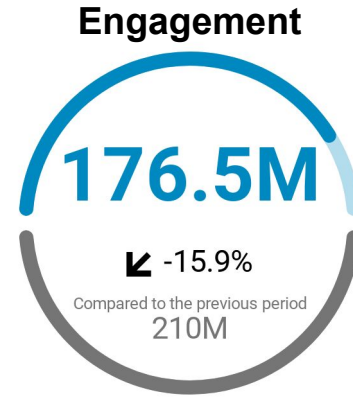 Engagement
176.5M
-15.9%
Compared to the previous period
210M